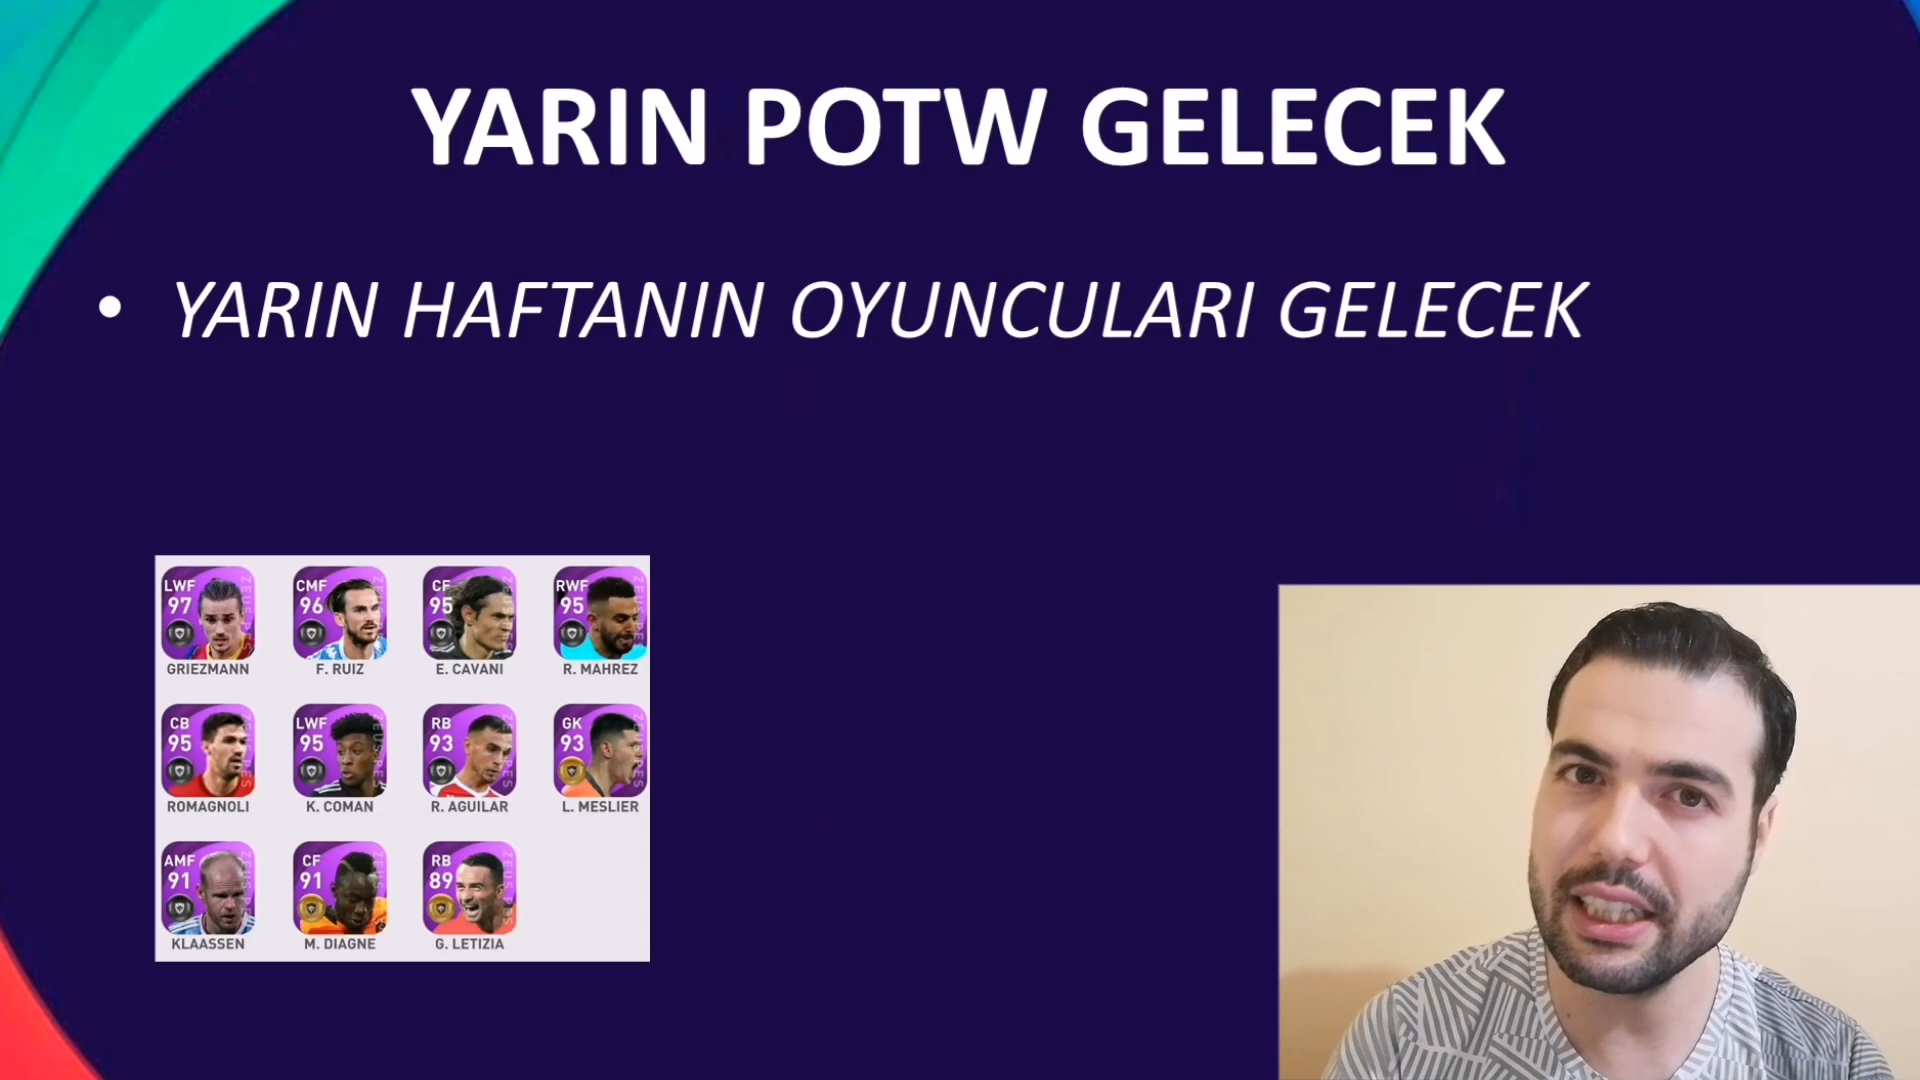 YARIN POTW GELECEK
• YARIN HAFTANIN OYUNCULARI GELECEK
LWF 97 CMF 96 CF 95 RWF 95
GRIEZMANN F. RUIZ E. CAVANI R. MAHREZ
CB 95 LWF 95 RB 93 GK 93
ROMAGNOLI K. COMAN R. AGUILAR L. MESLIER
AMF 91 CF 91 RB 89
KLAASSEN M. DIAGNE G. LETIZIA